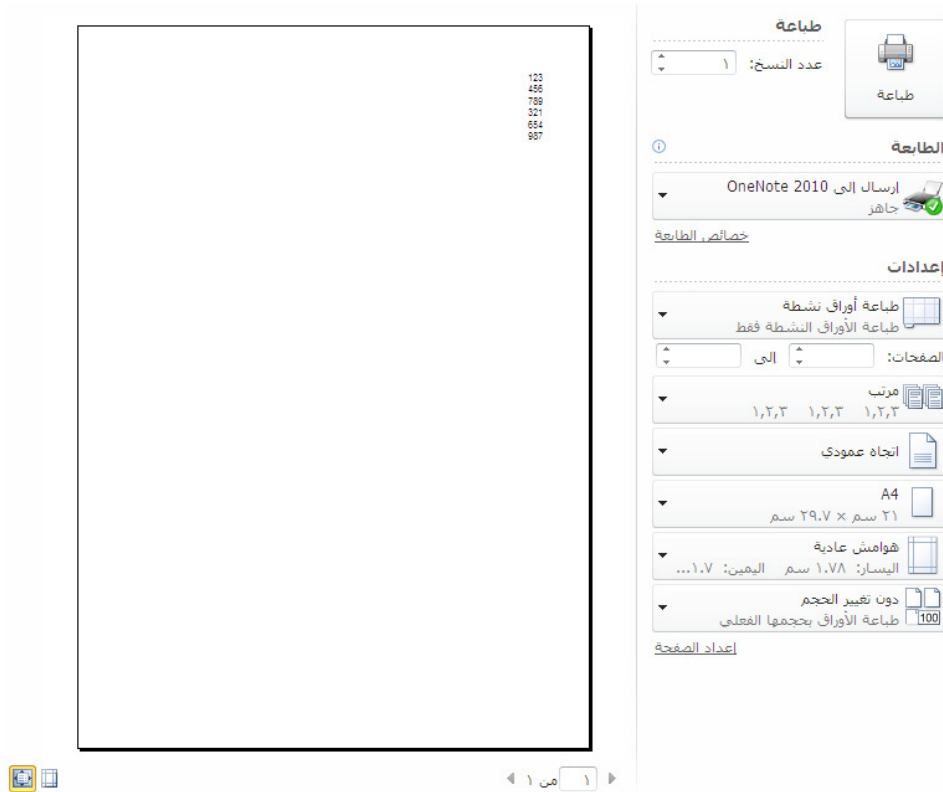 طباعة
عدد النسخ: ١
طباعة
الطابعة
إرسال إلى OneNote 2010
جاهز
خصائص الطابعة
إعدادات
طباعة أوراق نشطة
طباعة الأوراق النشطة فقط
الصفحات: إلى
مرتب
١,٢,٣ ١,٢,٣ ١,٢,٣
اتجاه عمودي
A4
٢١ سم × ٢٩.٧ سم
هوامش عادية
اليسار: ١.٧٨ سم اليمين: ١.٧...
دون تغيير الحجم
طباعة الأوراق بحجمها الفعلي
100
إعداد الصفحة
123
456
789
321
654
987
١ من ١